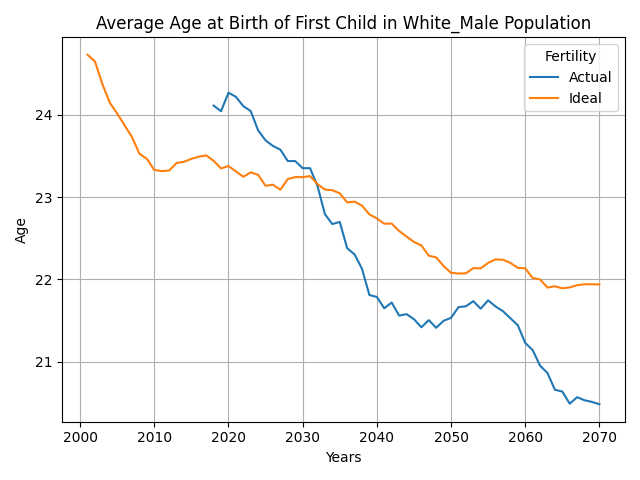 Average Age at Birth of First Child in White_Male Population
Fertility
Actual
Ideal
24
23
22
21
Age
2000 2010 2020 2030 2040 2050 2060 2070
Years